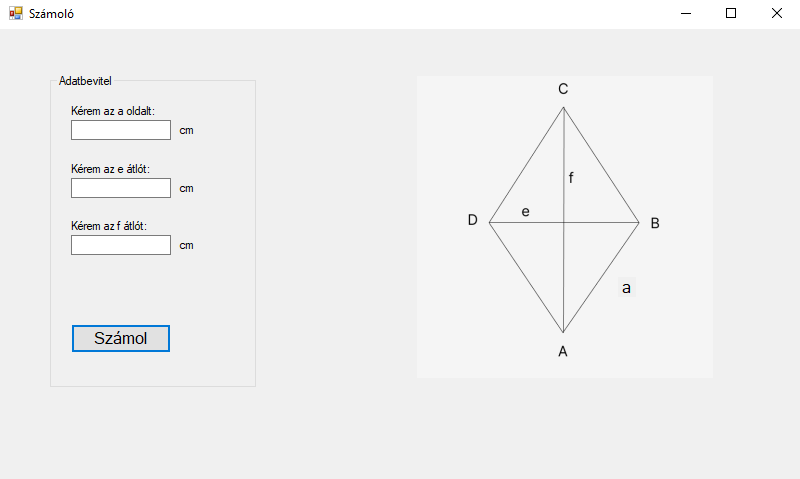 Számoló
Adatbevitel
Kérem az a oldalt:
cm
Kérem az e átlót:
cm
Kérem az f átlót:
cm
Számol
C
f
e
D
B
a
A